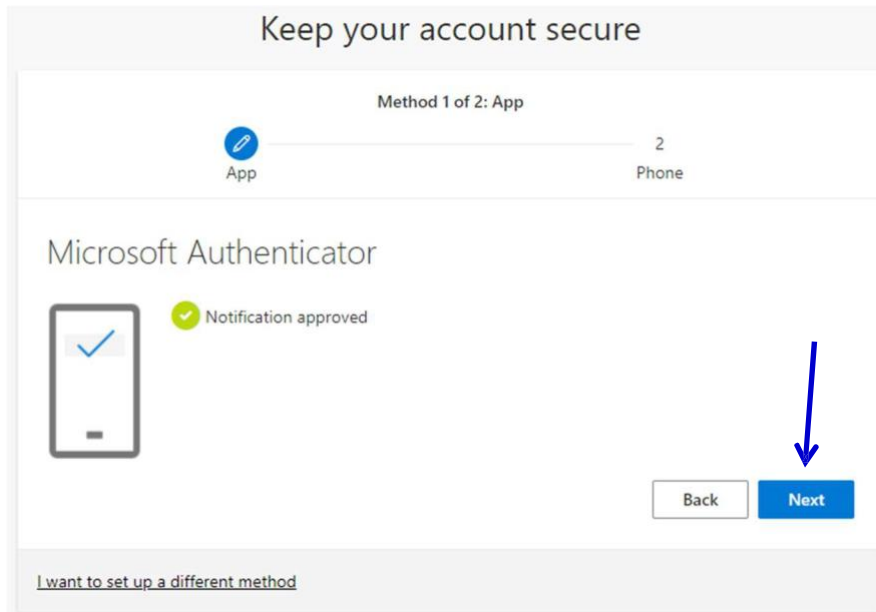 Keep your account secure
Method 1 of 2: App
2
App
Phone
Microsoft Authenticator
Notification approved
Back
Next
I want to set up a different method